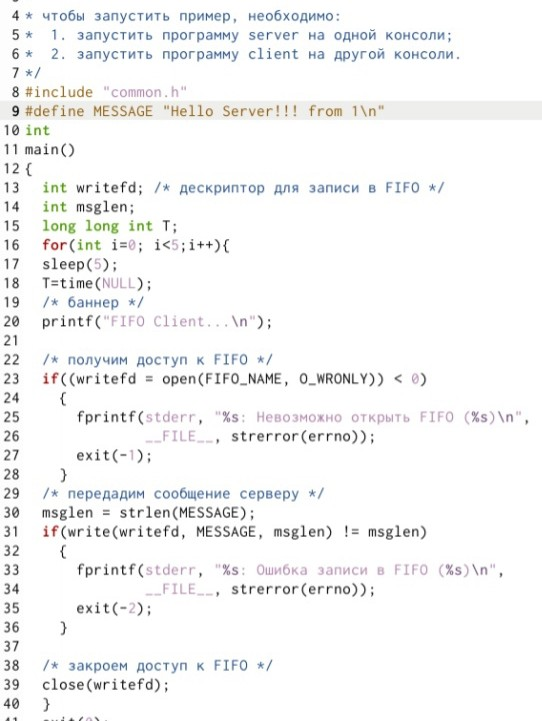 4 * чтобы запустить пример, необходимо:
5 *  1. запустить программу server на одной консоли;
6 *  2. запустить программу client на другой консоли.
7 */
8 #include "common.h"
9 #define MESSAGE "Hello Server!!! from 1\n"
10 int
11 main()
12 {
13   int writefd; /* дескриптор для записи в FIFO */
14   int msglen;
15   long long int T;
16   for(int i=0; i<5;i++){
17   sleep(5);
18   T=time(NULL);
19   /* баннер */
20   printf("FIFO Client...\n");
21
22   /* получим доступ к FIFO */
23   if((writefd = open(FIFO_NAME, O_WRONLY)) < 0)
24     {
25       fprintf(stderr, "%s: Невозможно открыть FIFO (%s)\n",
26               __FILE__, strerror(errno));
27       exit(-1);
28     }
29   /* передадим сообщение серверу */
30   msglen = strlen(MESSAGE);
31   if(write(writefd, MESSAGE, msglen) != msglen)
32     {
33       fprintf(stderr, "%s: Ошибка записи в FIFO (%s)\n",
34               __FILE__, strerror(errno));
35       exit(-2);
36     }
37
38   /* закроем доступ к FIFO */
39   close(writefd);
40   }